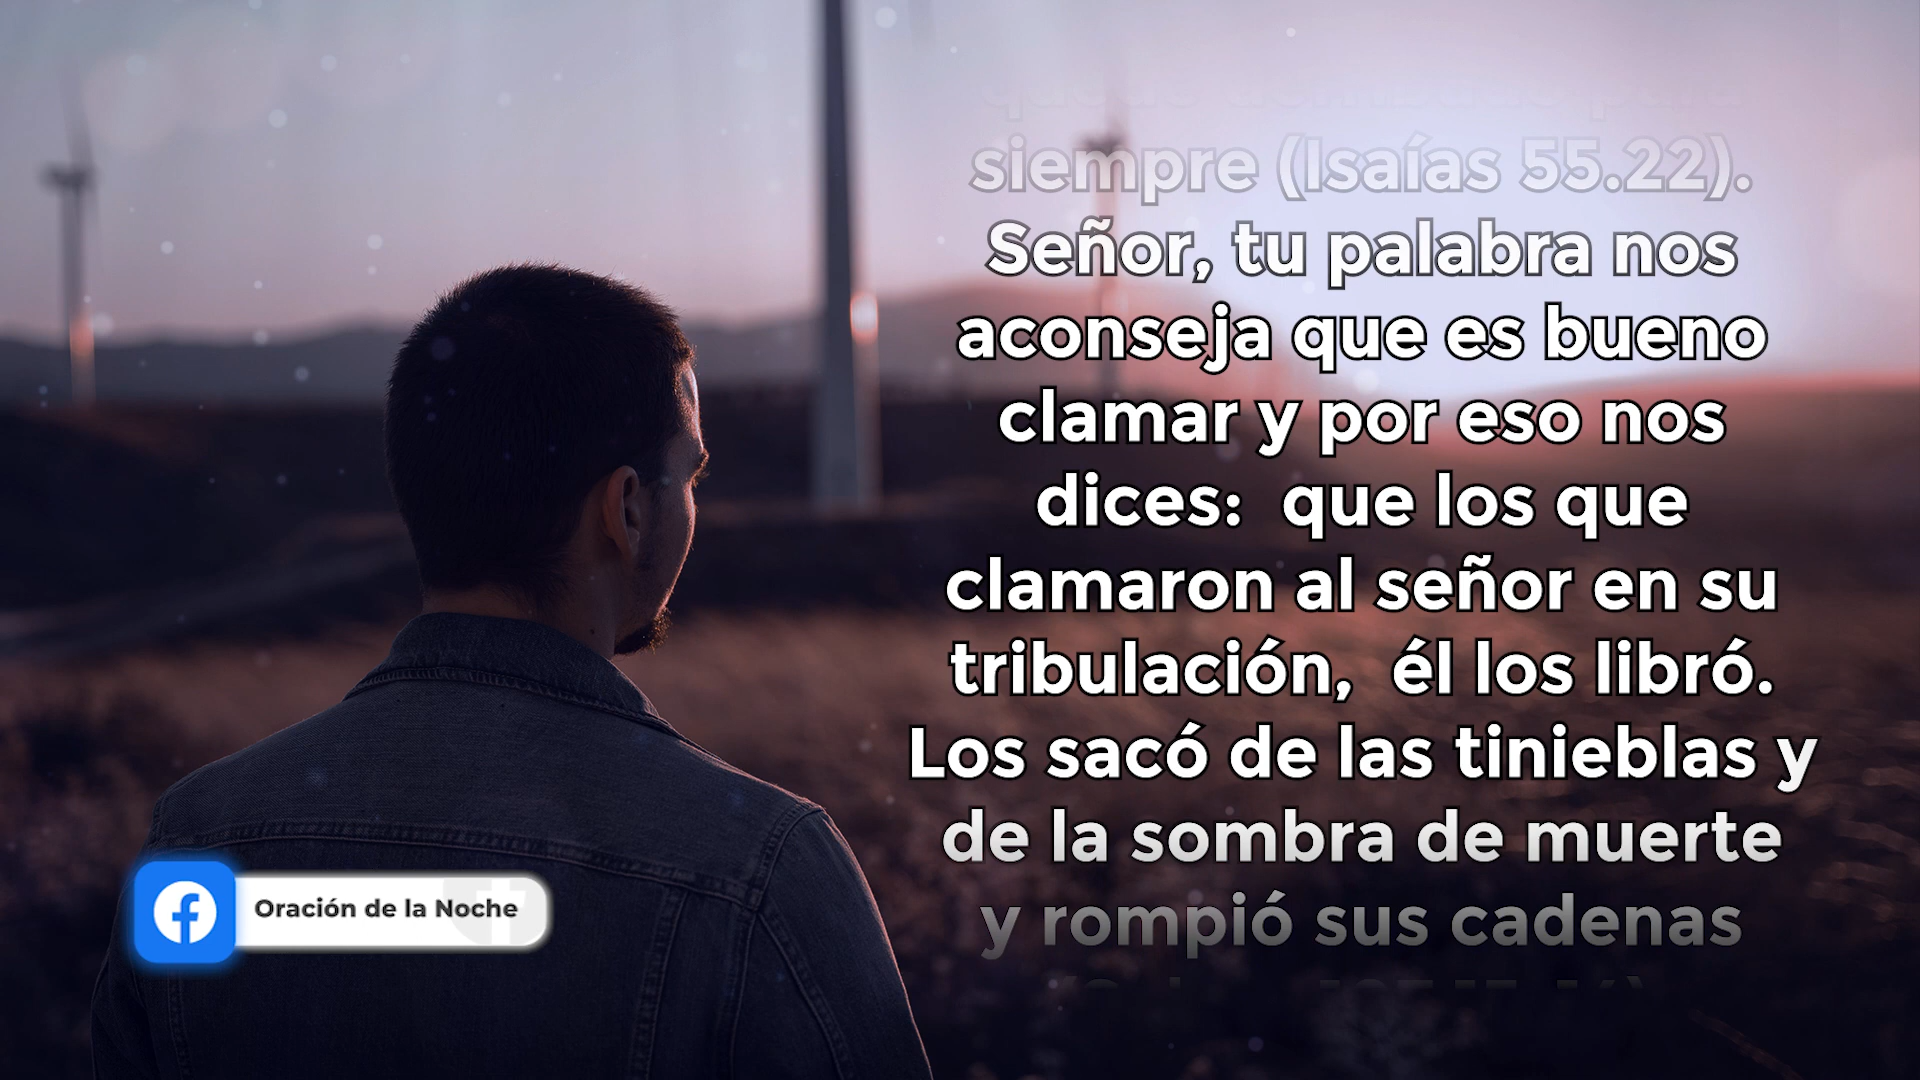 siempre (Isaías 55.22).
Señor, tu palabra nos
aconseja que es bueno
clamar y por eso nos
dices:  que los que
clamaron al señor en su
tribulación,  él los libró.
Los sacó de las tinieblas y
de la sombra de muerte
y rompió sus cadenas
Oración de la Noche